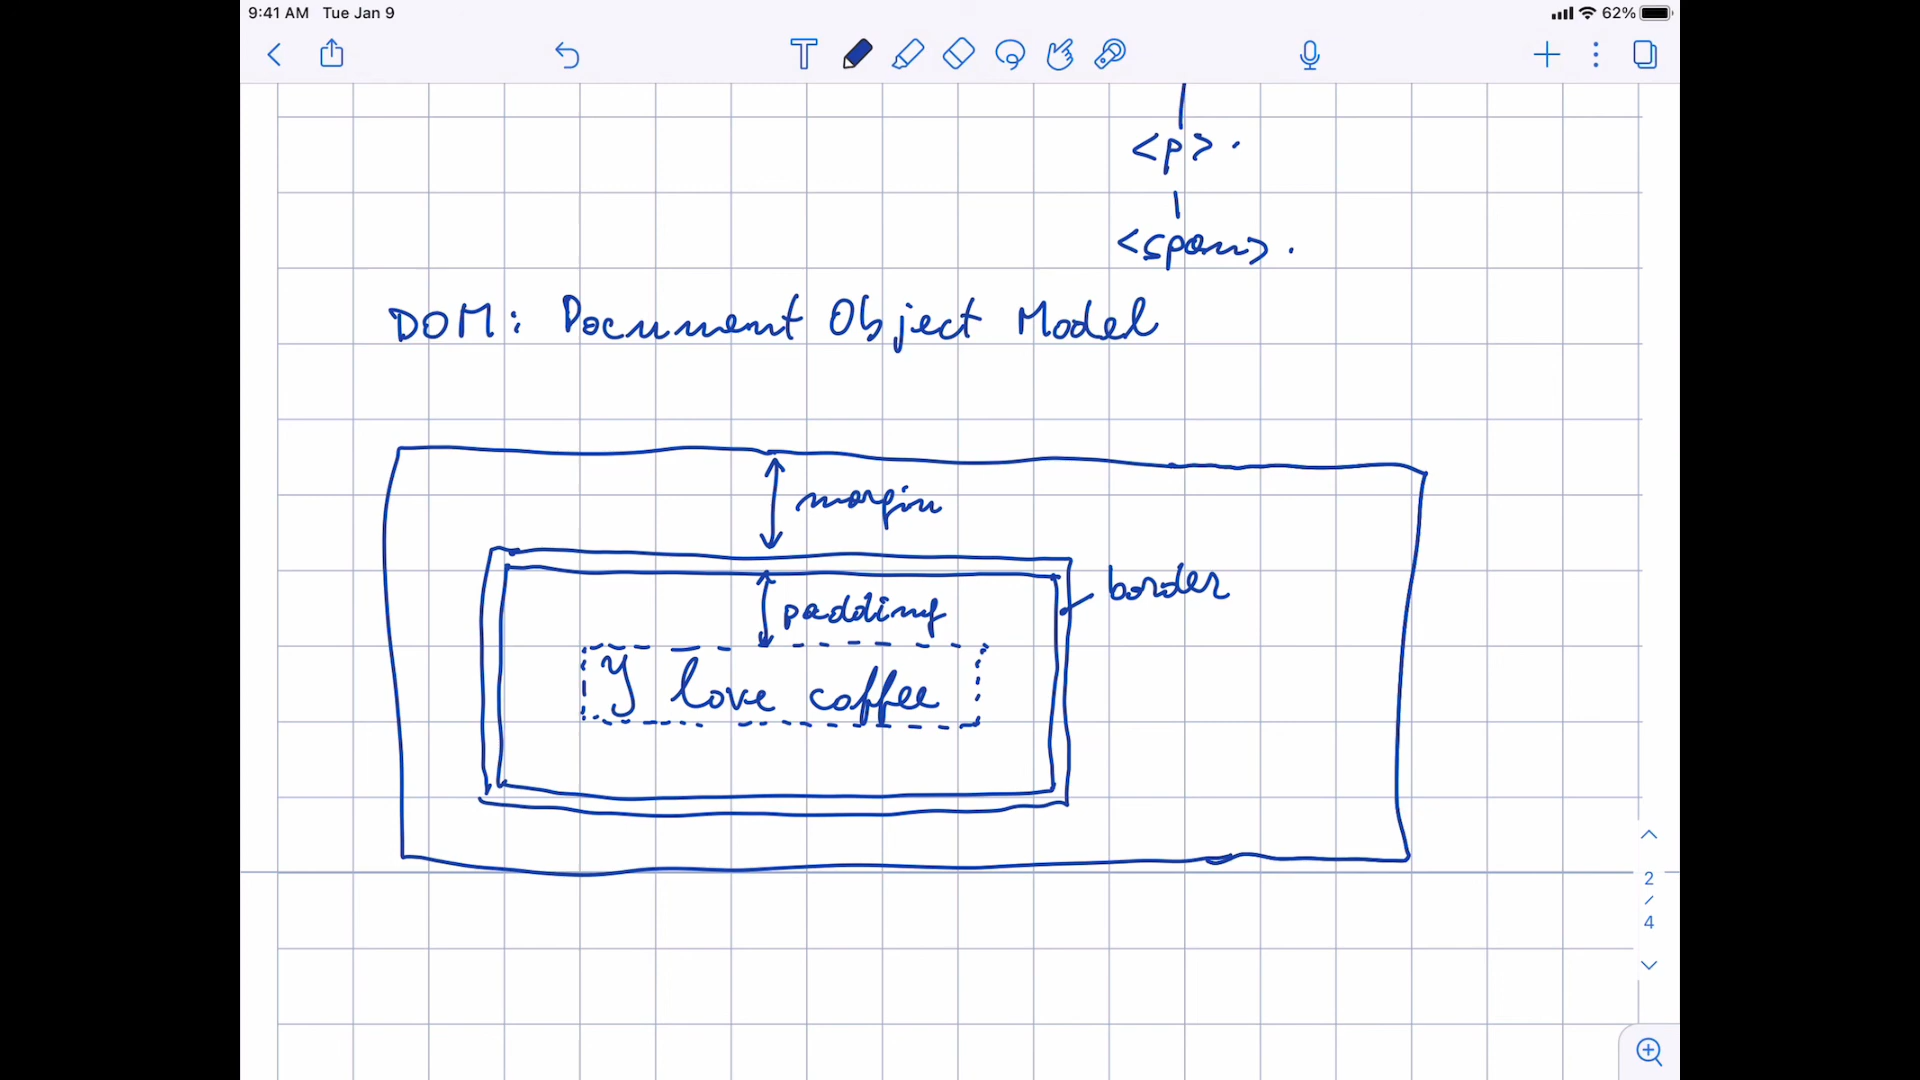 9:41 AM Tue Jan 9 62%
<p>.
<span>.
DOM: Document Object Model
margin
border
padding
I love coffee
2
/
4